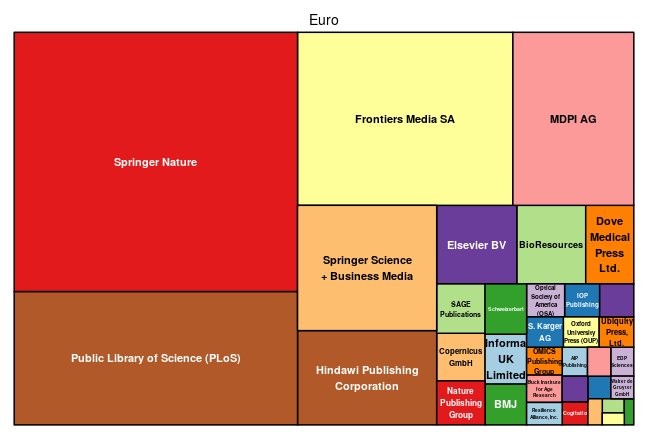 Euro
Springer Nature
Frontiers Media SA
MDPI AG
Public Library of Science (PLoS)
Springer Science
+ Business Media
Hindawi Publishing
Corporation
Elsevier BV
BioResources
Dove
Medical
Press
Ltd.
SAGE
Publications
Schweizerbart
Optical
Society of
America
(OSA)
IOP
Publishing
Copernicus
GmbH
Informa
UK
Limited
S. Karger
AG
Oxford
University
Press (OUP)
Ubiquity
Press,
Ltd.
Nature
Publishing
Group
BMJ
OMICS
Publishing
Group
AIP
Publishing
EDP
Sciences
Buck Institute
for Age
Research
Walter de
Gruyter
GmbH
Resilience
Alliance, Inc.
Cogitatio